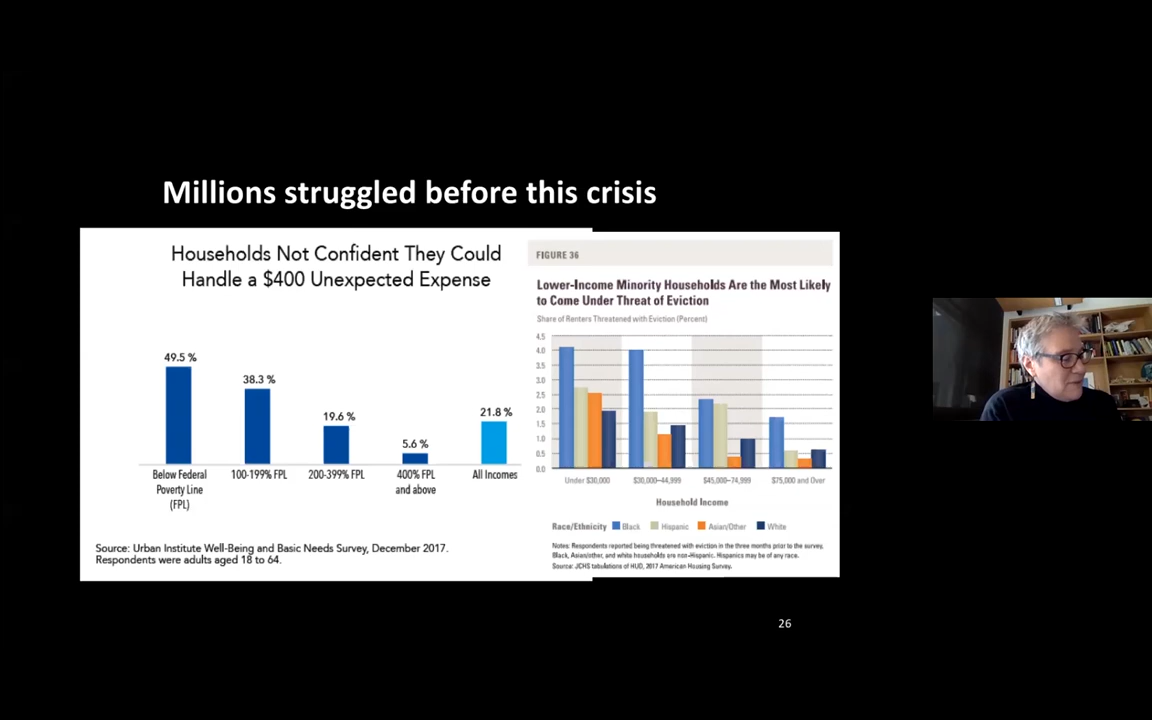 Millions struggled before this crisis
Households Not Confident They Could
Handle a $400 Unexpected Expense
49.5 %
38.3 %
19.6 %
5.6 %
21.8 %
Below Federal
Poverty Line
(FPL)
100-199% FPL
200-399% FPL
400% FPL
and above
All Incomes
Source: Urban Institute Well-Being and Basic Needs Survey, December 2017.
Respondents were adults aged 18 to 64.
FIGURE 36
Lower-Income Minority Households Are the Most Likely
to Come Under Threat of Eviction
Share of Renters Threatened with Eviction (Percent)
4.5
4.0
3.5
3.0
2.5
2.0
1.5
1.0
0.5
0.0
Under $30,000
$30,000–44,999
$45,000–74,999
$75,000 and Over
Household Income
Race/Ethnicity Black Hispanic Asian/Other White
Notes: Respondents reported being threatened with eviction in the three months prior to the survey.
Black, Asian/other, and white households are non-Hispanic. Hispanics may be of any race.
Source: JCHS tabulations of HUD, 2017 American Housing Survey.
26